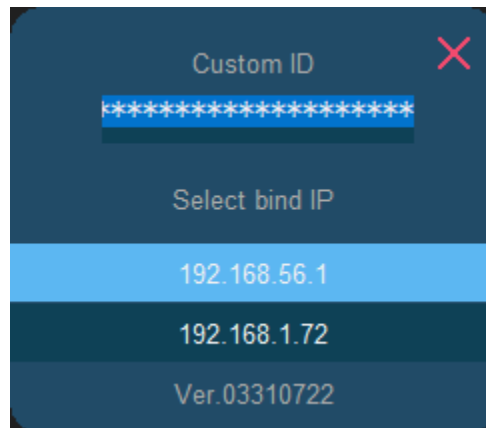 Custom ID
********************
Select bind IP
192.168.56.1
192.168.1.72
Ver.03310722